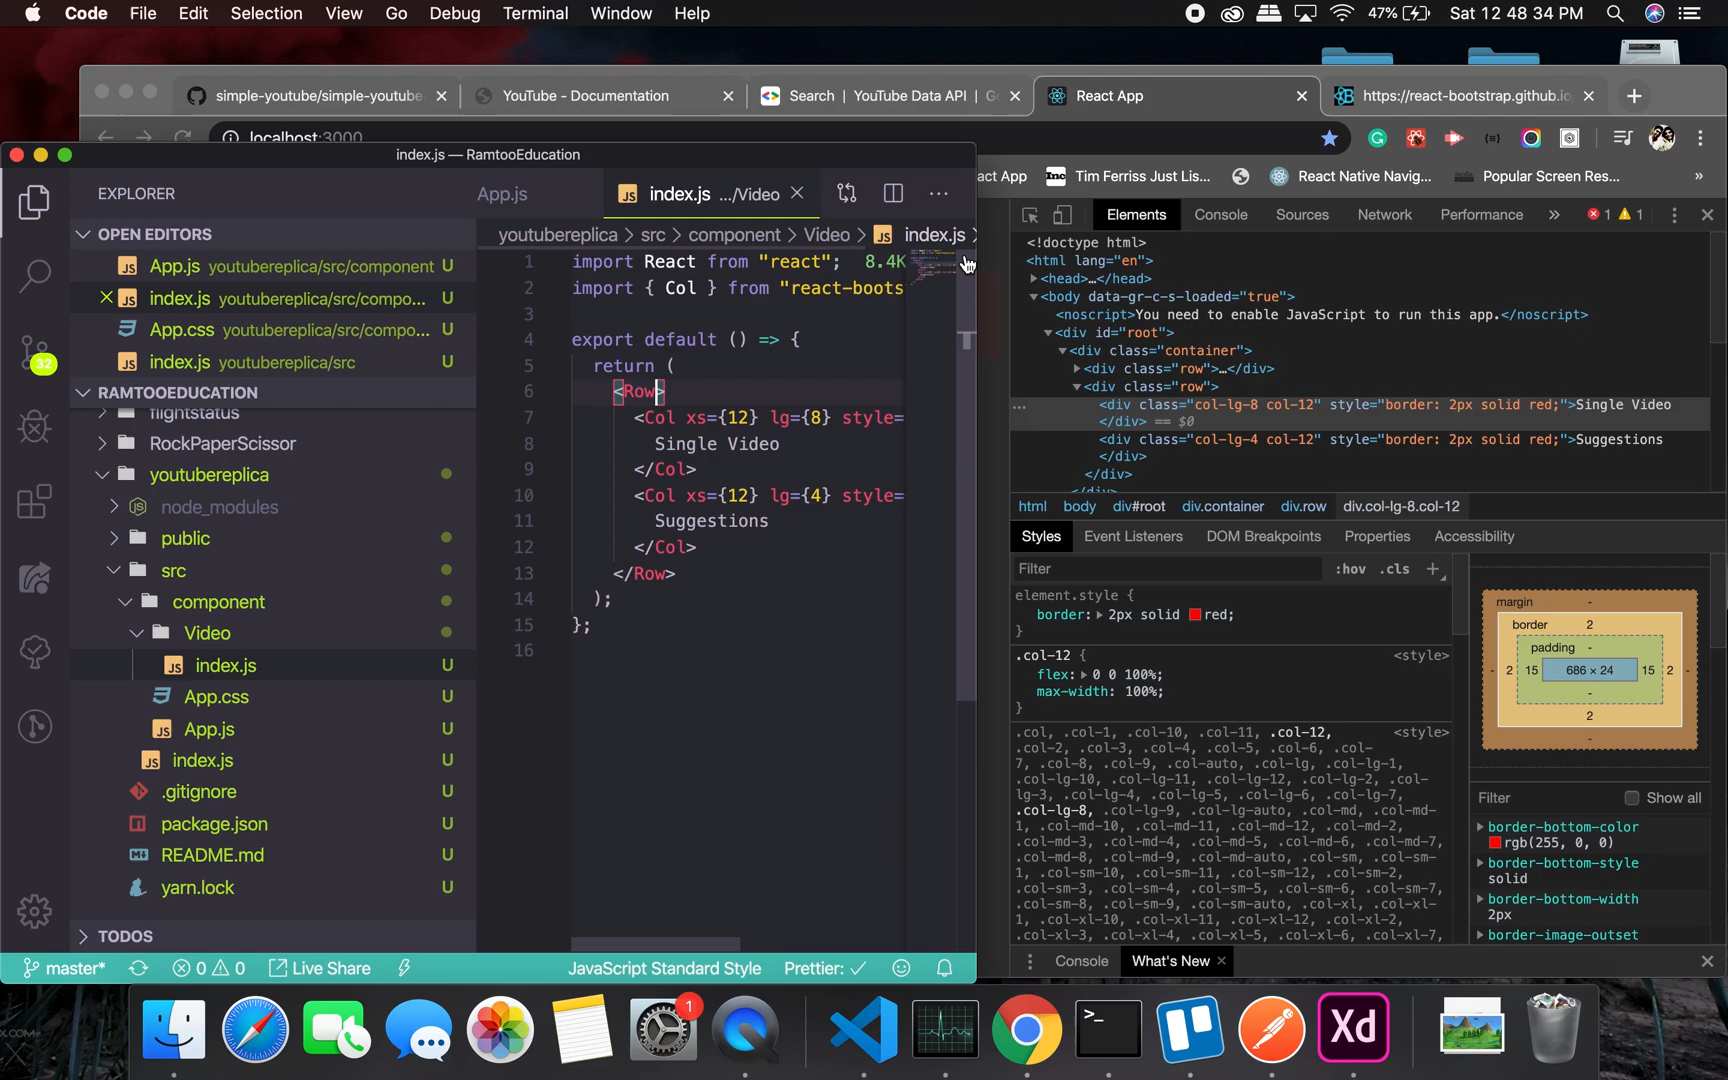 Code File Edit Selection View Go Debug Terminal Window Help
47% Sat 12 48 34 PM
simple-youtube/simple-youtube
YouTube - Documentation
Search | YouTube Data API | G
React App
https://react-bootstrap.github.io
localhost:3000
act App
Inc Tim Ferriss Just Lis...
React Native Navig...
Popular Screen Res...
»
index.js — RamtooEducation
EXPLORER
App.js
JS index.js .../Video
OPEN EDITORS
JS App.js youtubereplica/src/component U
JS index.js youtubereplica/src/compo... U
App.css youtubereplica/src/compo... U
JS index.js youtubereplica/src U
RAMTOOEDUCATION
flightstatus
RockPaperScissor
youtubereplica
node_modules
public
src
component
Video
JS index.js U
App.css U
JS App.js U
JS index.js U
.gitignore U
package.json U
README.md U
yarn.lock U
TODOS
32
youtubereplica > src > component > Video > JS index.js >
1 import React from "react"; 8.4K
2 import { Col } from "react-boots
3
4 export default () => {
5 return (
6 <Row>
7 <Col xs={12} lg={8} style=
8 Single Video
9 </Col>
10 <Col xs={12} lg={4} style=
11 Suggestions
12 </Col>
13 </Row>
14 );
15 };
16
master* 0 0 Live Share JavaScript Standard Style Prettier: ✓
Elements Console Sources Network Performance » 1 1
<!doctype html>
<html lang="en">
<head>…</head>
<body data-gr-c-s-loaded="true">
<noscript>You need to enable JavaScript to run this app.</noscript>
<div id="root">
<div class="container">
<div class="row">…</div>
<div class="row">
<div class="col-lg-8 col-12" style="border: 2px solid red;">Single Video
</div> == $0
<div class="col-lg-4 col-12" style="border: 2px solid red;">Suggestions
</div>
</div>
</div>
html body div#root div.container div.row div.col-lg-8.col-12
Styles Event Listeners DOM Breakpoints Properties Accessibility
Filter :hov .cls +
element.style {
border: 2px solid red;
}
.col-12 { <style>
flex: 0 0 100%;
max-width: 100%;
}
.col, .col-1, .col-10, .col-11, .col-12, <style>
.col-2, .col-3, .col-4, .col-5, .col-6, .col-
7, .col-8, .col-9, .col-auto, .col-lg, .col-lg-1,
.col-lg-10, .col-lg-11, .col-lg-12, .col-lg-2, .col-
lg-3, .col-lg-4, .col-lg-5, .col-lg-6, .col-lg-7,
.col-lg-8, .col-lg-9, .col-lg-auto, .col-md, .col-md-
1, .col-md-10, .col-md-11, .col-md-12, .col-md-2,
.col-md-3, .col-md-4, .col-md-5, .col-md-6, .col-md-7,
.col-md-8, .col-md-9, .col-md-auto, .col-sm, .col-sm-
1, .col-sm-10, .col-sm-11, .col-sm-12, .col-sm-2,
.col-sm-3, .col-sm-4, .col-sm-5, .col-sm-6, .col-sm-7,
.col-sm-8, .col-sm-9, .col-sm-auto, .col-xl, .col-xl-
1, .col-xl-10, .col-xl-11, .col-xl-12, .col-xl-2,
.col-xl-3, .col-xl-4, .col-xl-5, .col-xl-6, .col-xl-7,
margin -
border 2
padding -
- 2 15 686 × 24 15 2 -
-
2
-
Filter Show all
border-bottom-color
rgb(255, 0, 0)
border-bottom-style
solid
border-bottom-width
2px
border-image-outset
Console What's New
1
>_
Xd